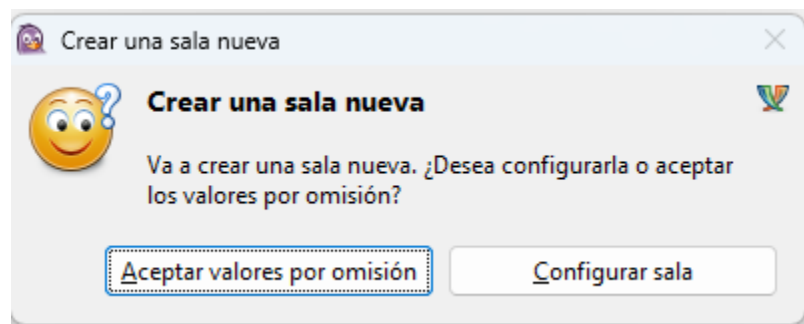 Crear una sala nueva
Crear una sala nueva
Va a crear una sala nueva. ¿Desea configurarla o aceptar
los valores por omisión?
Aceptar valores por omisión
Configurar sala